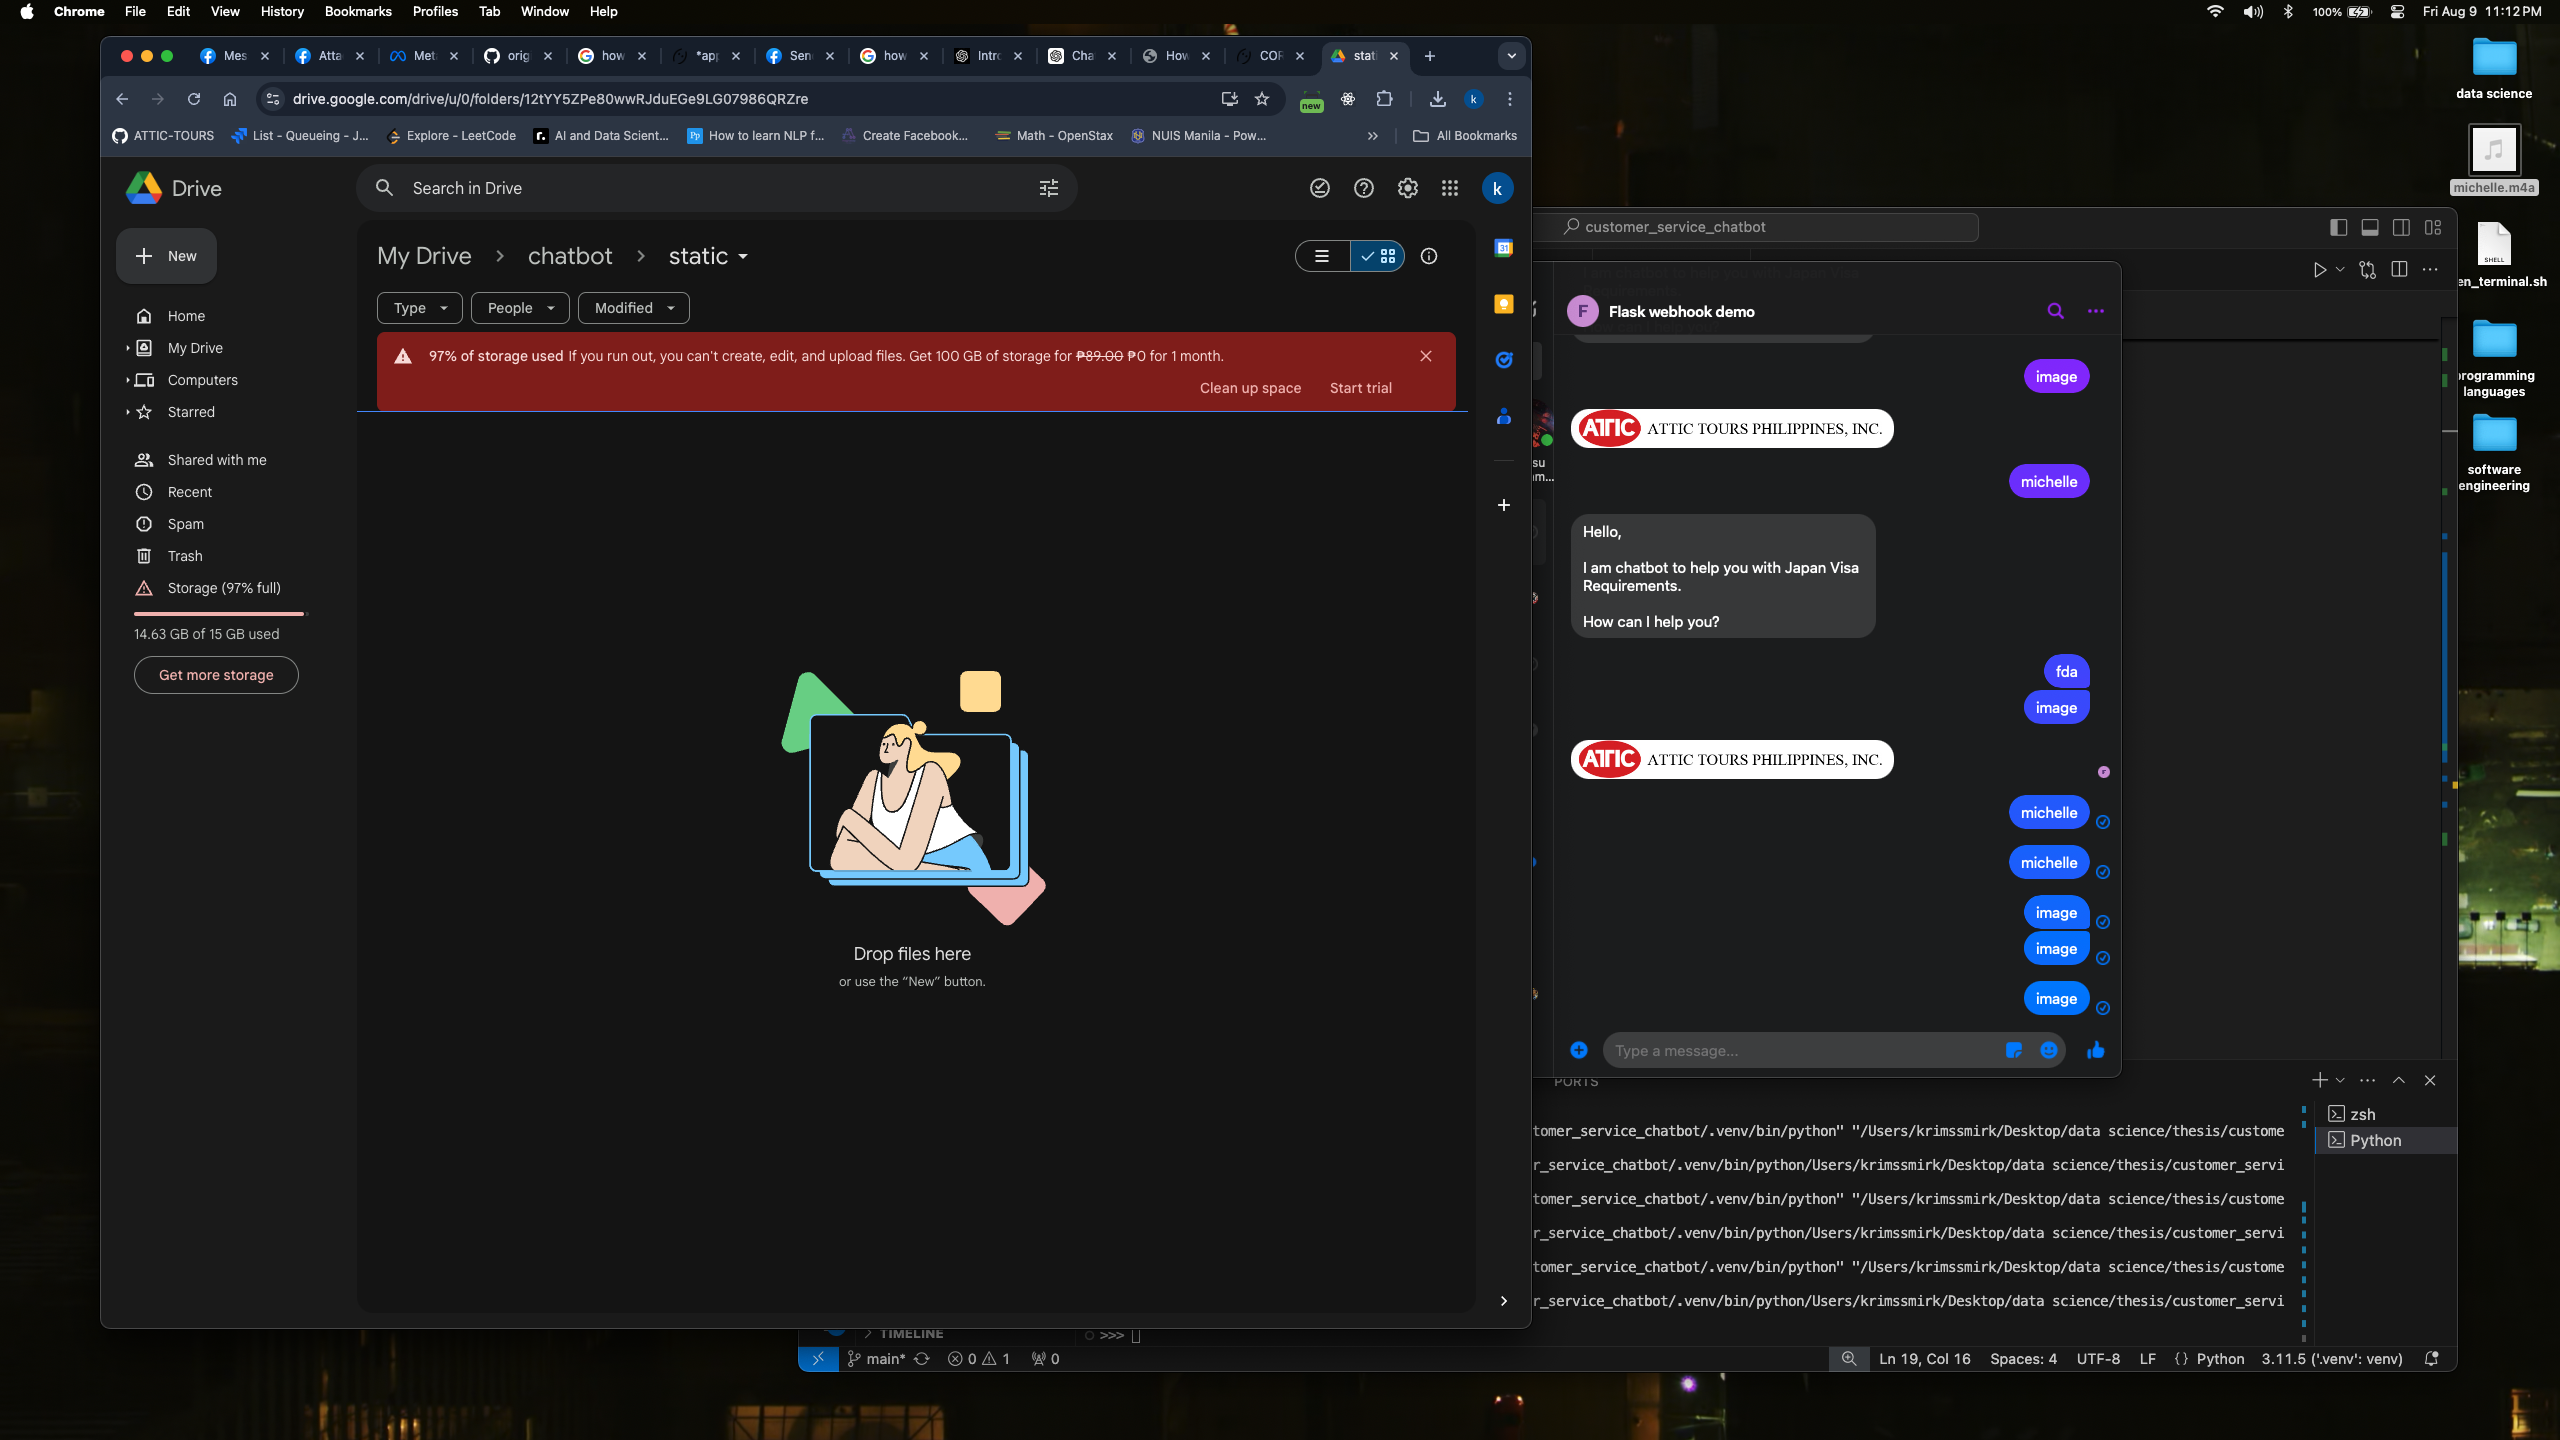 Chrome File Edit View History Bookmarks Profiles Tab Window Help
100% Fri Aug 9 11:12 PM
Mes Atta Met orig how *app Sen how Intro Cha How COR stati
drive.google.com/drive/u/0/folders/12tYY5ZPe80wwRJduEGe9LG07986QRZre
new
k
ATTIC-TOURS List - Queueing - J... Explore - LeetCode AI and Data Scient... How to learn NLP f... Create Facebook... Math - OpenStax NUIS Manila - Pow... All Bookmarks
Drive
Search in Drive
k
New
Home
My Drive
Computers
Starred
Shared with me
Recent
Spam
Trash
Storage (97% full)
14.63 GB of 15 GB used
Get more storage
My Drive > chatbot > static
Type People Modified
97% of storage used If you run out, you can't create, edit, and upload files. Get 100 GB of storage for ₱89.00 ₱0 for 1 month.
Clean up space Start trial
31
Drop files here
or use the “New” button.
customer_service_chatbot
F Flask webhook demo
image
ATTIC ATTIC TOURS PHILIPPINES, INC.
michelle
Hello,
I am chatbot to help you with Japan Visa
Requirements.
How can I help you?
fda
image
ATTIC ATTIC TOURS PHILIPPINES, INC.
michelle
michelle
image
image
image
Type a message...
su
m...
PORTS
zsh
Python
tomer_service_chatbot/.venv/bin/python" "/Users/krimssmirk/Desktop/data science/thesis/custome
r_service_chatbot/.venv/bin/python/Users/krimssmirk/Desktop/data science/thesis/customer_servi
tomer_service_chatbot/.venv/bin/python" "/Users/krimssmirk/Desktop/data science/thesis/custome
r_service_chatbot/.venv/bin/python/Users/krimssmirk/Desktop/data science/thesis/customer_servi
tomer_service_chatbot/.venv/bin/python" "/Users/krimssmirk/Desktop/data science/thesis/custome
r_service_chatbot/.venv/bin/python/Users/krimssmirk/Desktop/data science/thesis/customer_servi
TIMELINE
>>>
main* 0 1 0
Ln 19, Col 16 Spaces: 4 UTF-8 LF {} Python 3.11.5 ('.venv': venv)
data science
michelle.m4a
SHELL
en_terminal.sh
rogramming
languages
software
engineering